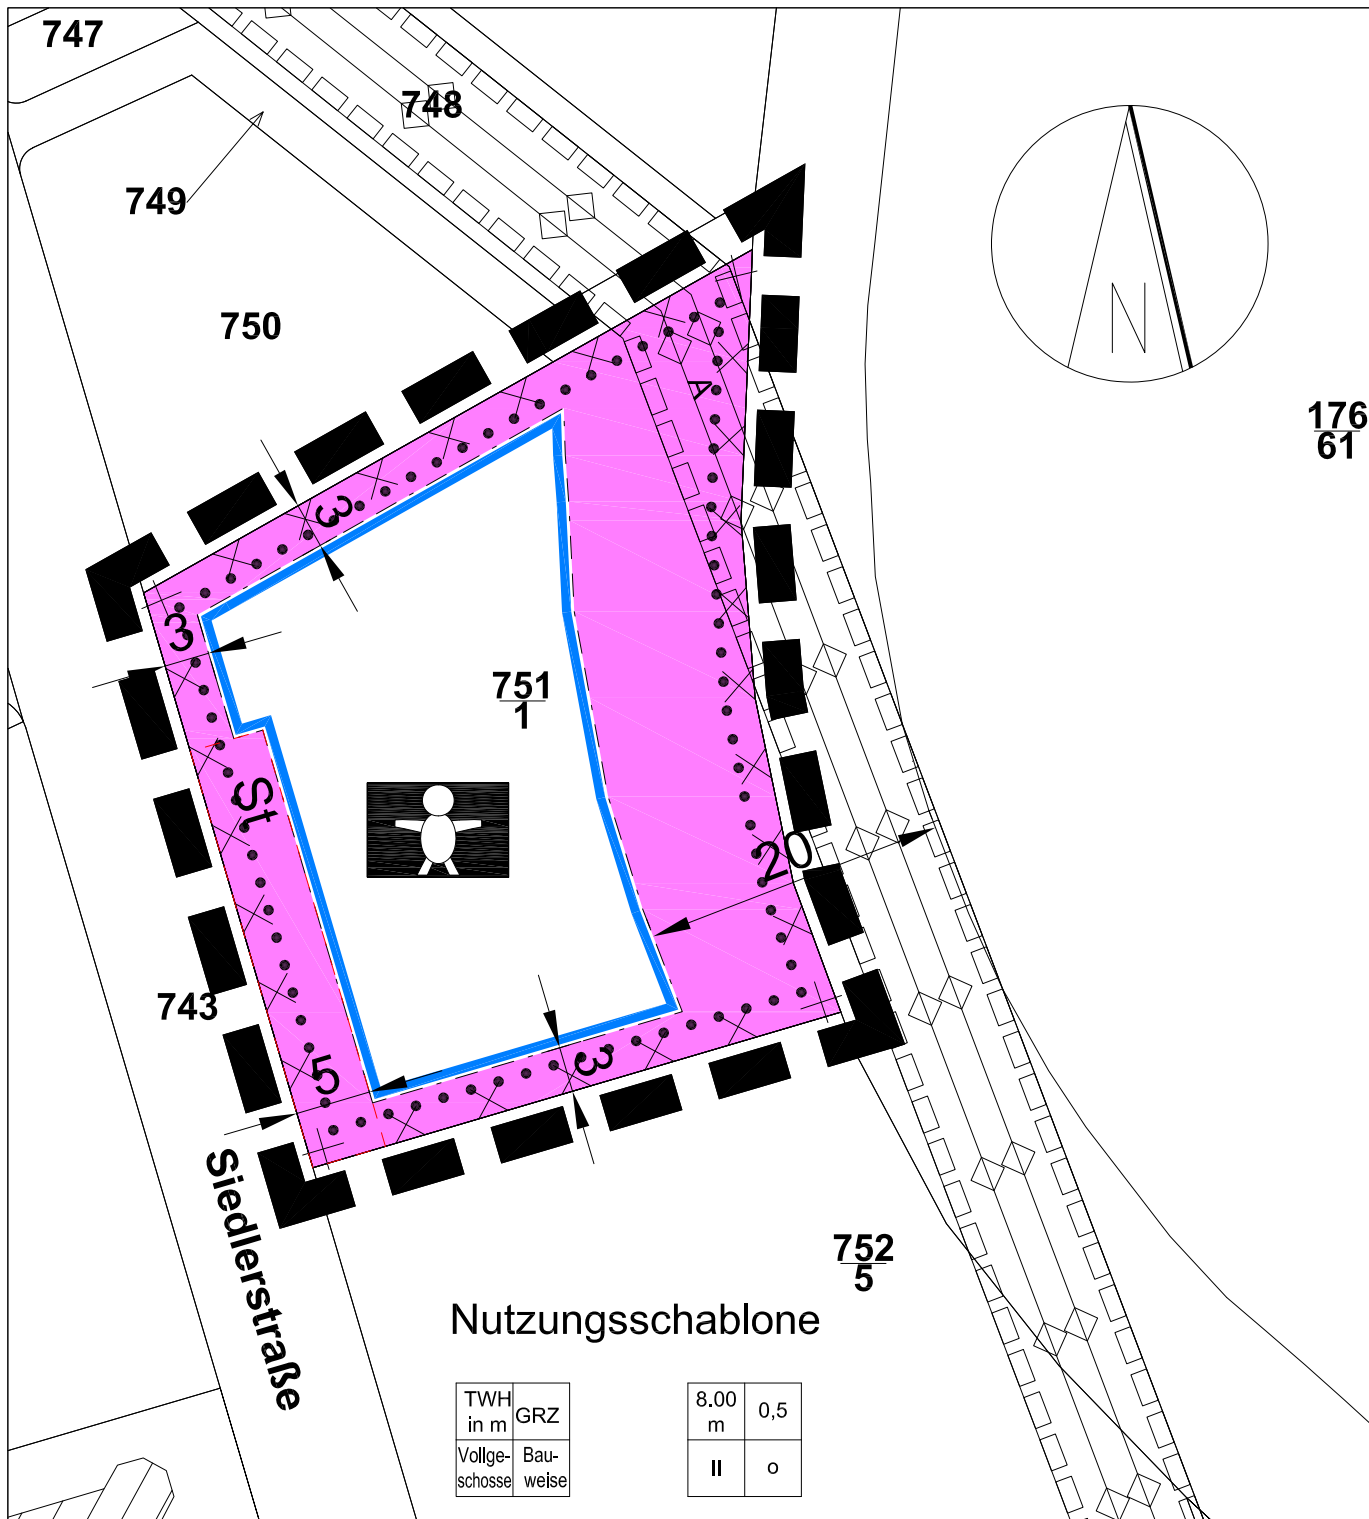 747
748
749
750
176
61
3
3
751
1
A
St
20
743
5
3
Siedlerstraße
752
5
N
Nutzungsschablone
TWH in m
GRZ
Vollge-
schosse
Bau-
weise
8.00
m
0,5
II
o